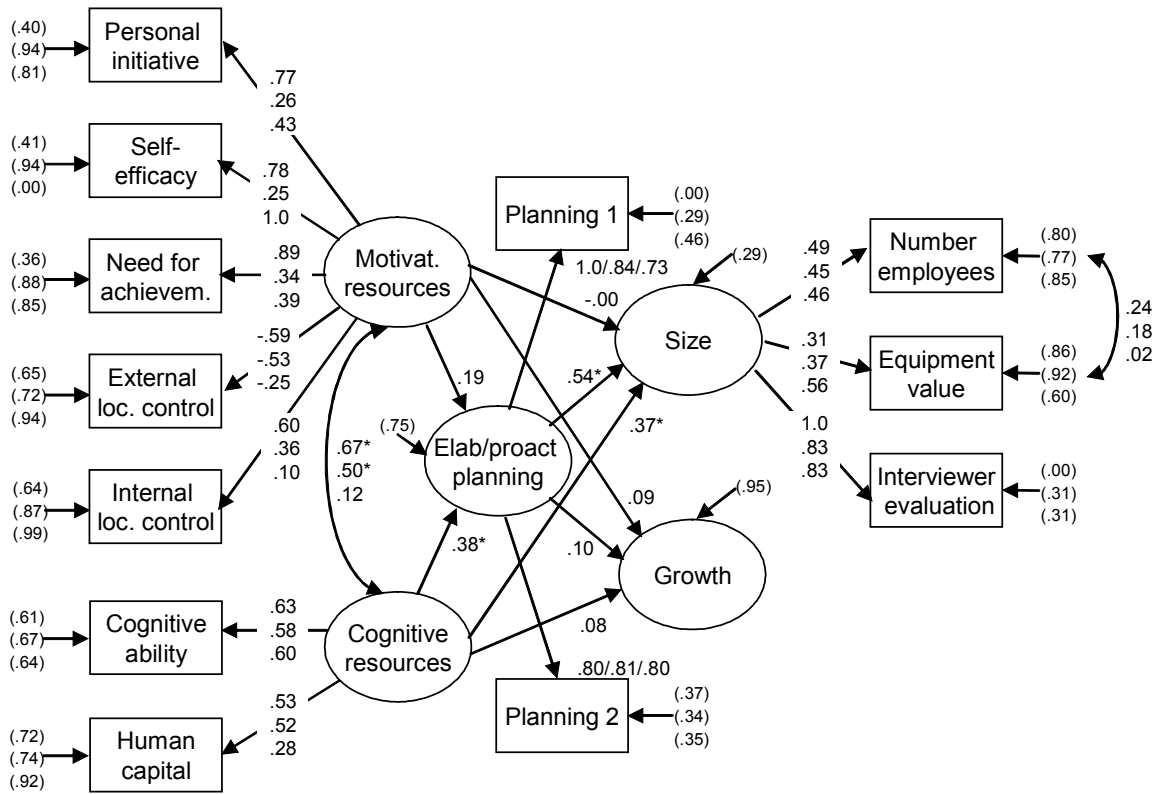 (.40)
(.94)
(.81)
Personal
initiative
.77
.26
.43
(.41)
(.94)
(.00)
Self-
efficacy
.78
.25
1.0
(.36)
(.88)
(.85)
Need for
achievem.
.89
.34
.39
(.65)
(.72)
(.94)
External
loc. control
-.59
-.53
-.25
(.64)
(.87)
(.99)
Internal
loc. control
.60
.36
.10
(.61)
(.67)
(.64)
Cognitive
ability
.63
.58
.60
(.72)
(.74)
(.92)
Human
capital
.53
.52
.28
Motivat.
resources
.67*
.50*
.12
Cognitive
resources
.19
.38*
(.75)
Elab/proact
planning
Planning 1
(.00)
(.29)
(.46)
1.0/.84/.73
-.00
.54*
.37*
.09
.10
.08
.80/.81/.80
Planning 2
(.37)
(.34)
(.35)
(.29)
Size
(.95)
Growth
.49
.45
.46
Number
employees
(.80)
(.77)
(.85)
.31
.37
.56
Equipment
value
(.86)
(.92)
(.60)
.24
.18
.02
1.0
.83
.83
Interviewer
evaluation
(.00)
(.31)
(.31)